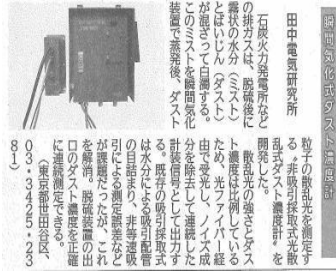 瞬間気化式ダスト濃度計
田中電気研究所
石炭火力発電所など
の排ガスは、脱硫後に
霧状の水分（ミスト）
とばいじん（ダスト）
が混ざって白濁する。
このミストを瞬間気化
装置で蒸発後、ダスト
粒子の散乱光を測定す
る〝非吸引採取式光散
乱式ダスト濃度計〟を
開発した。
散乱光の強さとダス
ト濃度は比例している
ため、光ファイバー経
由で受光し、ノイズ成
分を除去して連続した
計装信号として出力す
る。既存の吸引採取式
は水分による吸引配管
の目詰まり、非等速吸
引による測定誤差など
が課題だったが、これ
を解消。脱硫装置の出
口のダスト濃度を正確
に連続測定できる。
（東京都世田谷区、
03・3425・23
81）